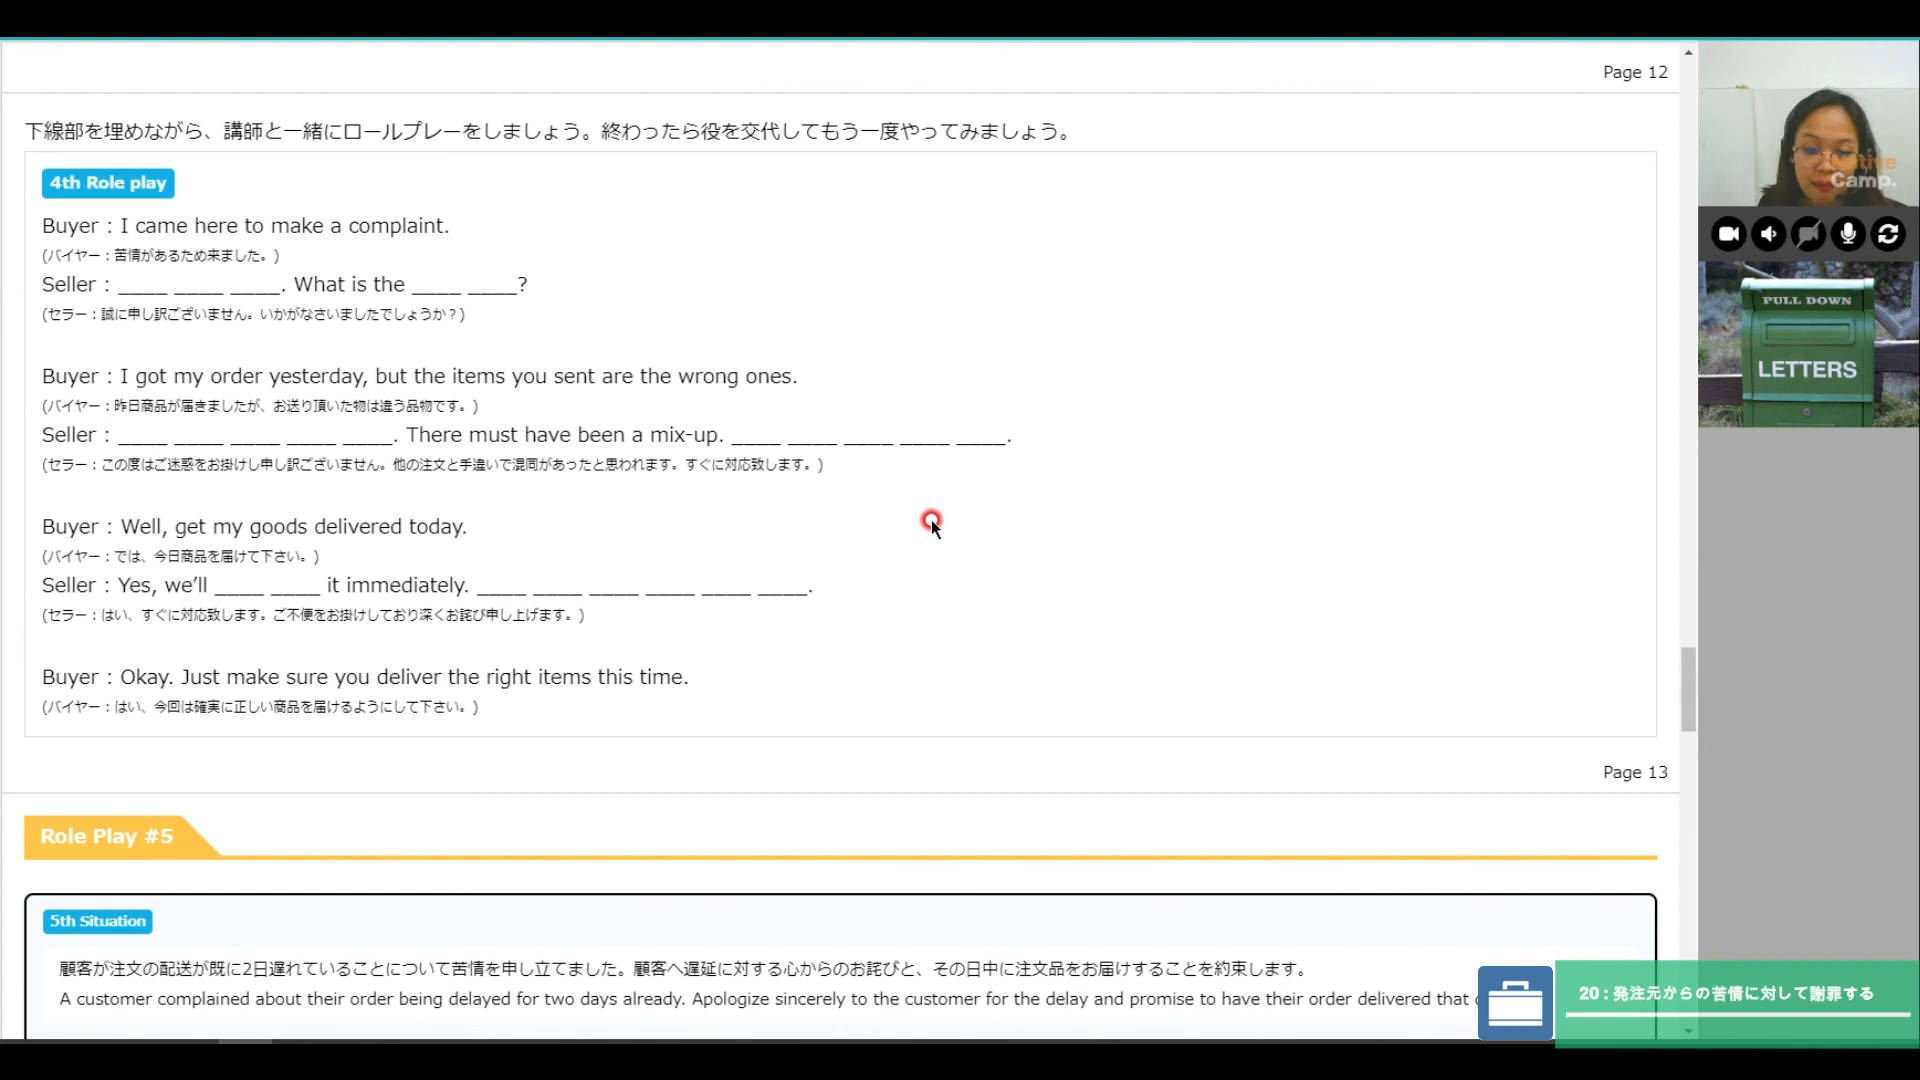 Page 12
下線部を埋めながら、講師と一緒にロールプレーをしましょう。終わったら役を交代してもう一度やってみましょう。
4th Role play
Buyer : I came here to make a complaint.
(バイヤー : 苦情があるため来ました。)
Seller : ____ ____ ____. What is the ____ ____?
(セラー : 誠に申し訳ございません。いかがなさいましたでしょうか？)
Buyer : I got my order yesterday, but the items you sent are the wrong ones.
(バイヤー : 昨日商品が届きましたが、お送り頂いた物は違う品物です。)
Seller : ____ ____ ____ ____ ____. There must have been a mix-up. ____ ____ ____ ____ ____.
(セラー : この度はご迷惑をお掛けし申し訳ございません。他の注文と手違いで混同があったと思われます。すぐに対応致します。)
Buyer : Well, get my goods delivered today.
(バイヤー : では、今日商品を届けて下さい。)
Seller : Yes, we’ll ____ ____ it immediately. ____ ____ ____ ____ ____ ____.
(セラー : はい、すぐに対応致します。ご不便をお掛けしており深くお詫び申し上げます。)
Buyer : Okay. Just make sure you deliver the right items this time.
(バイヤー : はい、今回は確実に正しい商品を届けるようにして下さい。)
Page 13
Role Play #5
5th Situation
顧客が注文の配送が既に2日遅れていることについて苦情を申し立てました。顧客へ遅延に対する心からのお詫びと、その日中に注文品をお届けすることを約束します。
A customer complained about their order being delayed for two days already. Apologize sincerely to the customer for the delay and promise to have their order delivered that
20 : 発注元からの苦情に対して謝罪する
Camp.
PULL DOWN
LETTERS